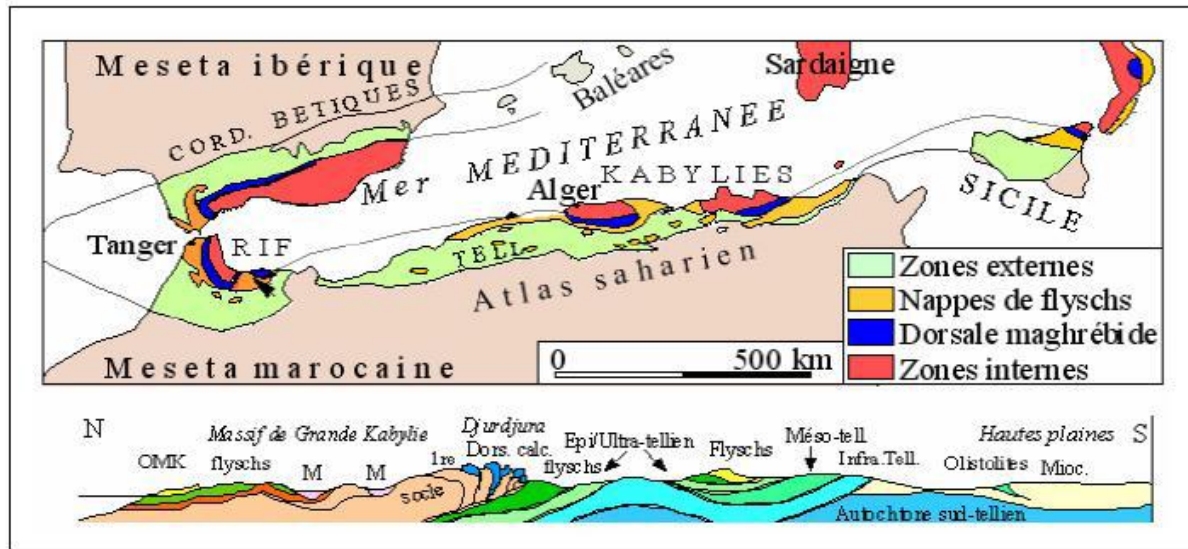 Meseta ibérique
CORD. BETIQUES
Baléares
Sardaigne
Mer MEDITERRANEE
Alger
KABYLIES
SICILE
Tanger
RIF
TELL
Atlas saharien
Meseta marocaine
0 500 km
Zones externes
Nappes de flyschs
Dorsale maghrébide
Zones internes
N
Massif de Grande Kabylie
Djurdjura
Hautes plaines
S
OMK
flyschs
M
M
1re
Dors. calc.
flyschs
Epi/Ultra-tellien
Flyschs
Méso-tell.
Infra.Tell.
Olistolites
Mioc.
socle
Autochtone sud-tellien